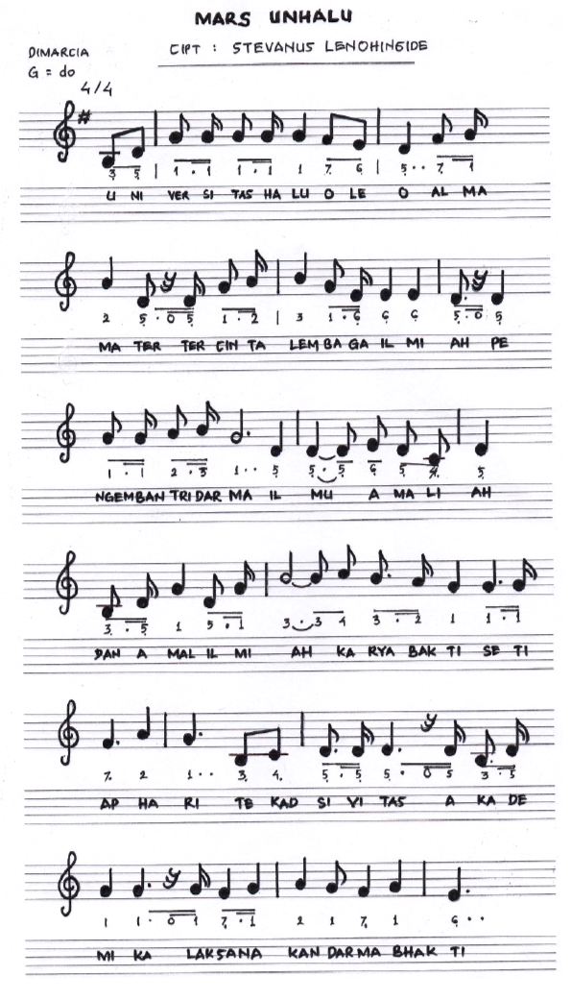 MARS UNHALU
DIMARCIA
CIPT : STEVANUS LENOHINGIDE
G = do
4/4
3 5 | 1 . 1 1 . 1 1 7 6 | 5 . . 7 . 1
U NI VER SI TAS HA LU O LE O AL MA
2 5 . 0 5 1 . 2 | 3 1 . 6 6 6 5 . 0 5
MA TER TER CIN TA LEM BA GA IL MI AH PE
1 . 1 2 . 3 1 . . 5 5 . 5 6 5 4 5
NGEMBAN TRI DAR MA IL MU A MA LI AH
3 . 5 1 5 . 1 3 . 3 4 3 . 2 1 1 . 1
DAN A MAL IL MI AH KA RYA BAK TI SE TI
7 2 1 . . 3 4 5 . 5 5 . 0 5 3 . 5
AP HA RI TE KAD SI VI TAS A KA DE
1 1 . 0 1 7 . 1 2 1 7 1 6 . .
MI KA LAKSANA KAN DARMA BHAK TI